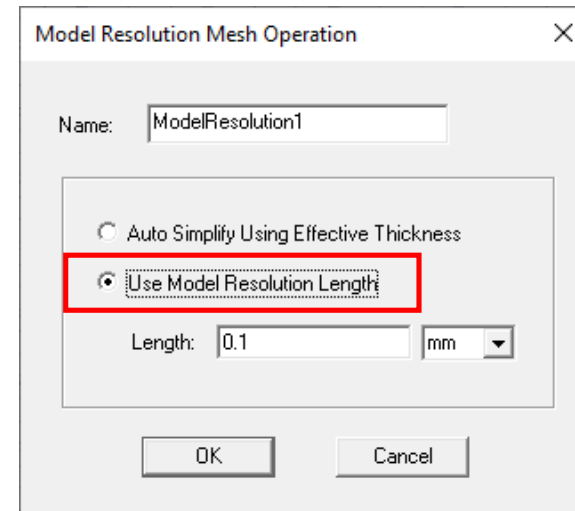 Model Resolution Mesh Operation
Name: ModelResolution1
Auto Simplify Using Effective Thickness
Use Model Resolution Length
Length: 0.1 mm
OK Cancel